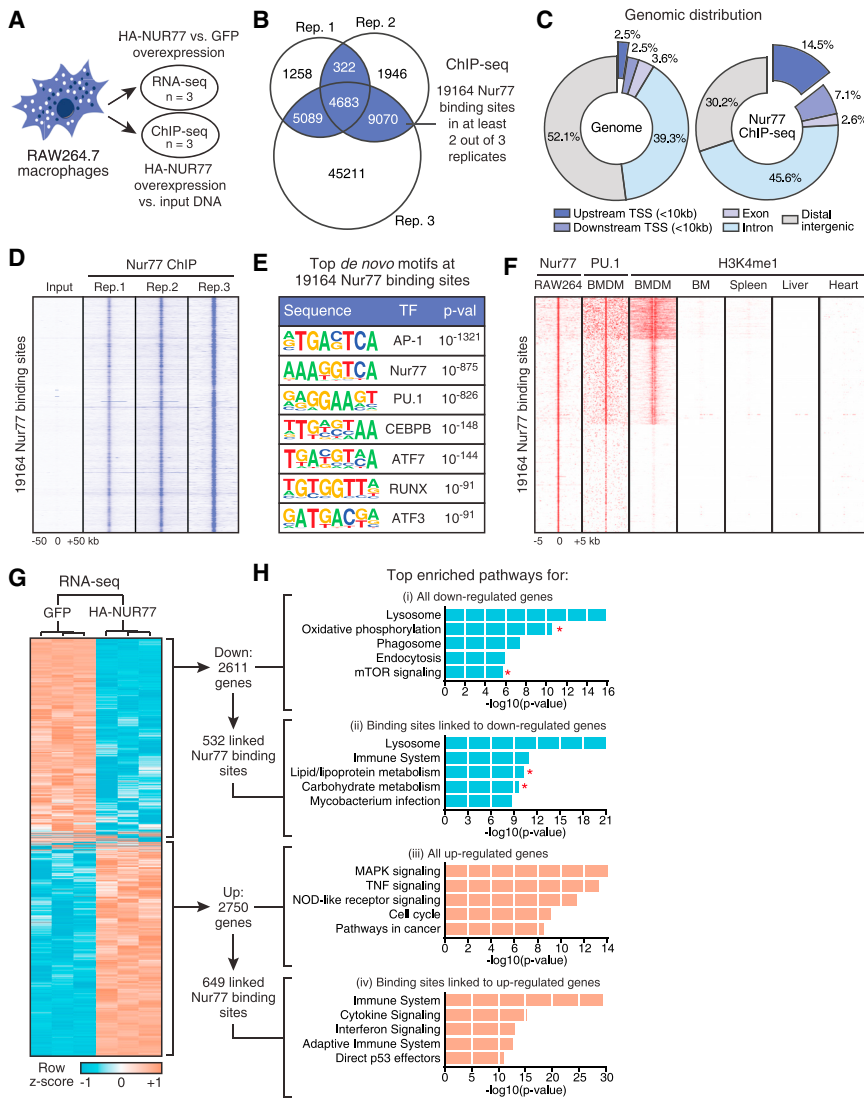 A
HA-NUR77 vs. GFP
overexpression
RNA-seq
n = 3
ChIP-seq
n = 3
RAW264.7
macrophages
HA-NUR77
overexpression
vs. input DNA
B
Rep. 1
Rep. 2
1258
322
1946
4683
5089
9070
45211
Rep. 3
ChIP-seq
19164 Nur77
binding sites
in at least
2 out of 3
replicates
C
Genomic distribution
2.5%
2.5%
3.6%
39.3%
52.1%
Genome
14.5%
7.1%
2.6%
45.6%
30.2%
Nur77
ChIP-seq
Upstream TSS (<10kb)
Downstream TSS (<10kb)
Exon
Intron
Distal
intergenic
D
Nur77 ChIP
Input Rep.1 Rep.2 Rep.3
19164 Nur77 binding sites
-50 0 +50 kb
E
Top de novo motifs at
19164 Nur77 binding sites
Sequence TF p-val
AP-1 10-1321
Nur77 10-875
PU.1 10-826
CEBPB 10-148
ATF7 10-144
RUNX 10-91
ATF3 10-91
F
Nur77 PU.1 H3K4me1
RAW264 BMDM BMDM BM Spleen Liver Heart
19164 Nur77 binding sites
-5 0 +5 kb
G
RNA-seq
GFP HA-NUR77
Row
z-score
-1 0 +1
Down:
2611
genes
532 linked
Nur77 binding
sites
Up:
2750
genes
649 linked
Nur77 binding
sites
H
Top enriched pathways for:
(i) All down-regulated genes
Lysosome
Oxidative phosphorylation *
Phagosome
Endocytosis
mTOR signaling *
0 2 4 6 8 10 12 14 16
-log10(p-value)
(ii) Binding sites linked to down-regulated genes
Lysosome
Immune System
Lipid/lipoprotein metabolism *
Carbohydrate metabolism *
Mycobacterium infection
0 3 6 9 12 15 18 21
-log10(p-value)
(iii) All up-regulated genes
MAPK signaling
TNF signaling
NOD-like receptor signaling
Cell cycle
Pathways in cancer
0 2 4 6 8 10 12 14
-log10(p-value)
(iv) Binding sites linked to up-regulated genes
Immune System
Cytokine Signaling
Interferon Signaling
Adaptive Immune System
Direct p53 effectors
0 5 10 15 20 25 30
-log10(p-value)